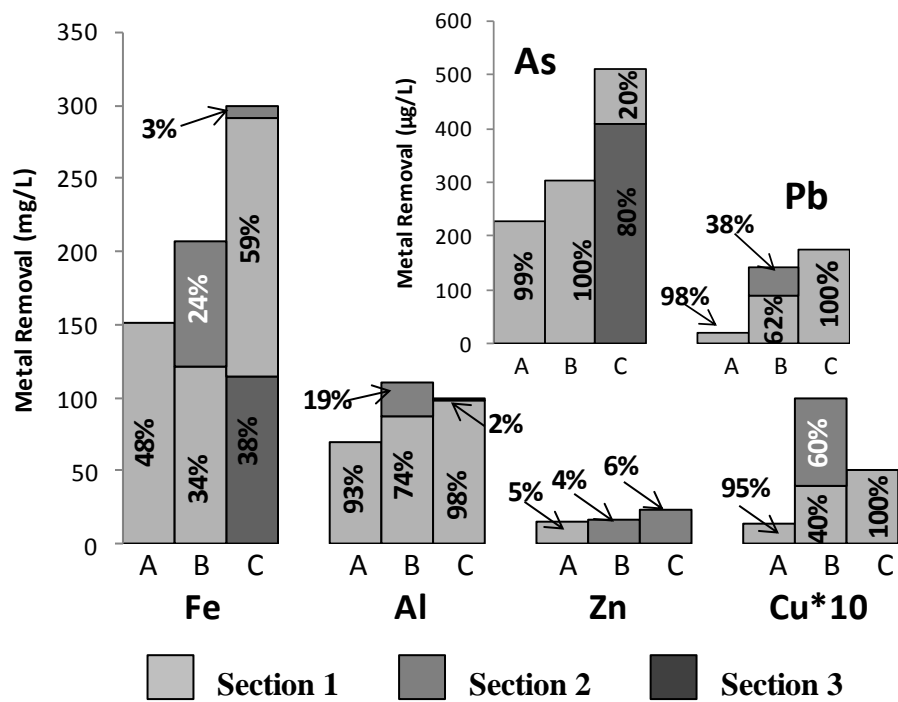 350
300
250
200
150
100
50
0
Metal Removal (mg/L)
3%
48%
24%
34%
59%
38%
A B C
Fe
19%
93%
74%
2%
98%
A B C
Al
5%
4%
6%
A B C
Zn
95%
60%
40%
100%
A B C
Cu*10
600
500
400
300
200
100
0
Metal Removal (µg/L)
As
99%
100%
20%
80%
A B C
Pb
98%
38%
62%
100%
A B C
Section 1 Section 2 Section 3